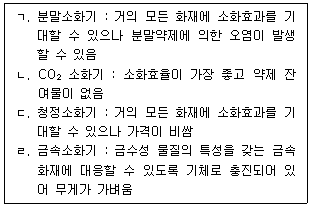 ㄱ. 분말소화기 : 거의 모든 화재에 소화효과를 기
대할 수 있으나 분말약제에 의한 오염이 발생
할 수 있음
ㄴ. CO₂ 소화기 : 소화효율이 가장 좋고 약제 잔
여물이 없음
ㄷ. 청정소화기 : 거의 모든 화재에 소화효과를 기
대할 수 있으나 가격이 비쌈
ㄹ. 금속소화기 : 금수성 물질의 특성을 갖는 금속
화재에 대응할 수 있도록 기체로 충진되어 있
어 무게가 가벼움